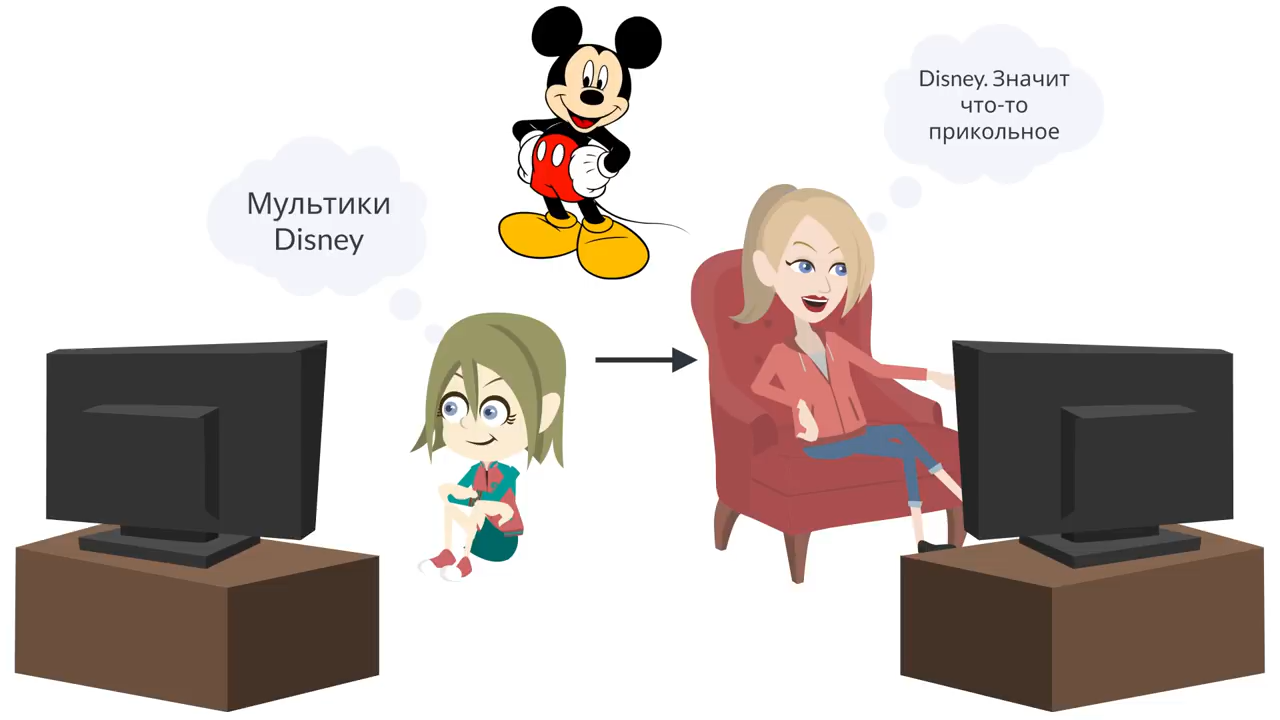 Мультики
Disney
Disney. Значит
что-то
прикольное